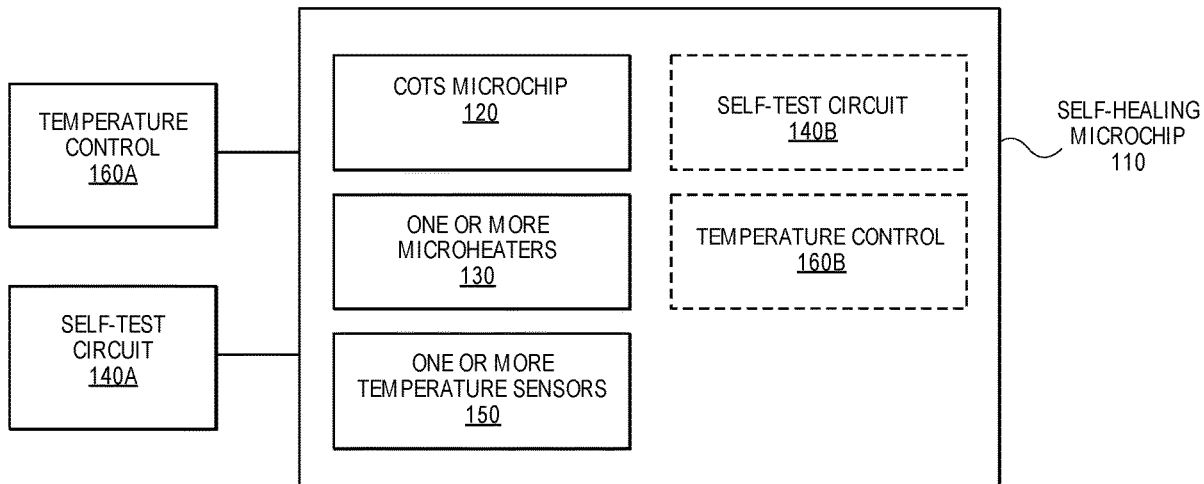 TEMPERATURE
CONTROL
160A
SELF-TEST
CIRCUIT
140A
COTS MICROCHIP
120
ONE OR MORE
MICROHEATERS
130
ONE OR MORE
TEMPERATURE SENSORS
150
SELF-TEST CIRCUIT
140B
TEMPERATURE CONTROL
160B
SELF-HEALING
MICROCHIP
110